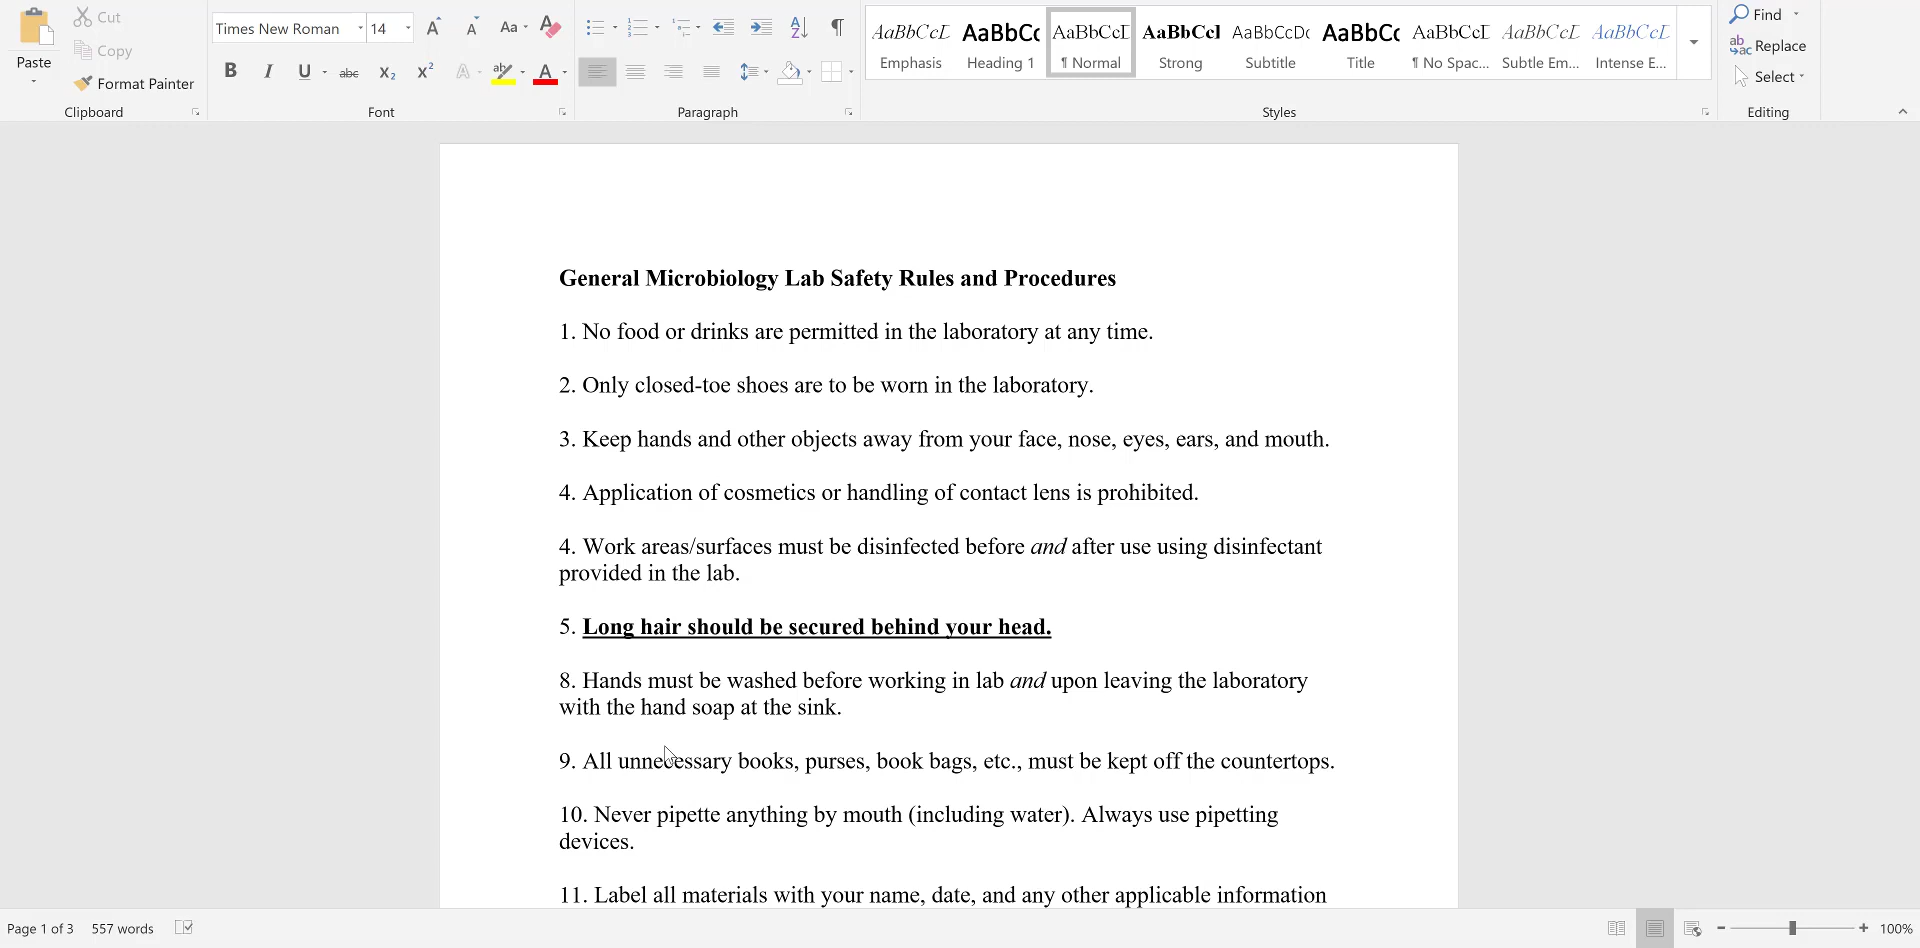 Cut
Copy
Paste
Format Painter
Clipboard
Times New Roman
14
Aa
B I U abc X₂ X² A ab A
Font
Paragraph
AaBbCcL AaBbCc AaBbCcD AaBbCcl AaBbCcDc AaBbCc AaBbCcL AaBbCcL AaBbCcL
Emphasis Heading 1 ¶ Normal Strong Subtitle Title ¶ No Spac... Subtle Em... Intense E...
Styles
Find
Replace
Select
Editing
General Microbiology Lab Safety Rules and Procedures
1. No food or drinks are permitted in the laboratory at any time.
2. Only closed-toe shoes are to be worn in the laboratory.
3. Keep hands and other objects away from your face, nose, eyes, ears, and mouth.
4. Application of cosmetics or handling of contact lens is prohibited.
4. Work areas/surfaces must be disinfected before and after use using disinfectant
provided in the lab.
5. Long hair should be secured behind your head.
8. Hands must be washed before working in lab and upon leaving the laboratory
with the hand soap at the sink.
9. All unnecessary books, purses, book bags, etc., must be kept off the countertops.
10. Never pipette anything by mouth (including water). Always use pipetting
devices.
11. Label all materials with your name, date, and any other applicable information
Page 1 of 3 557 words
100%